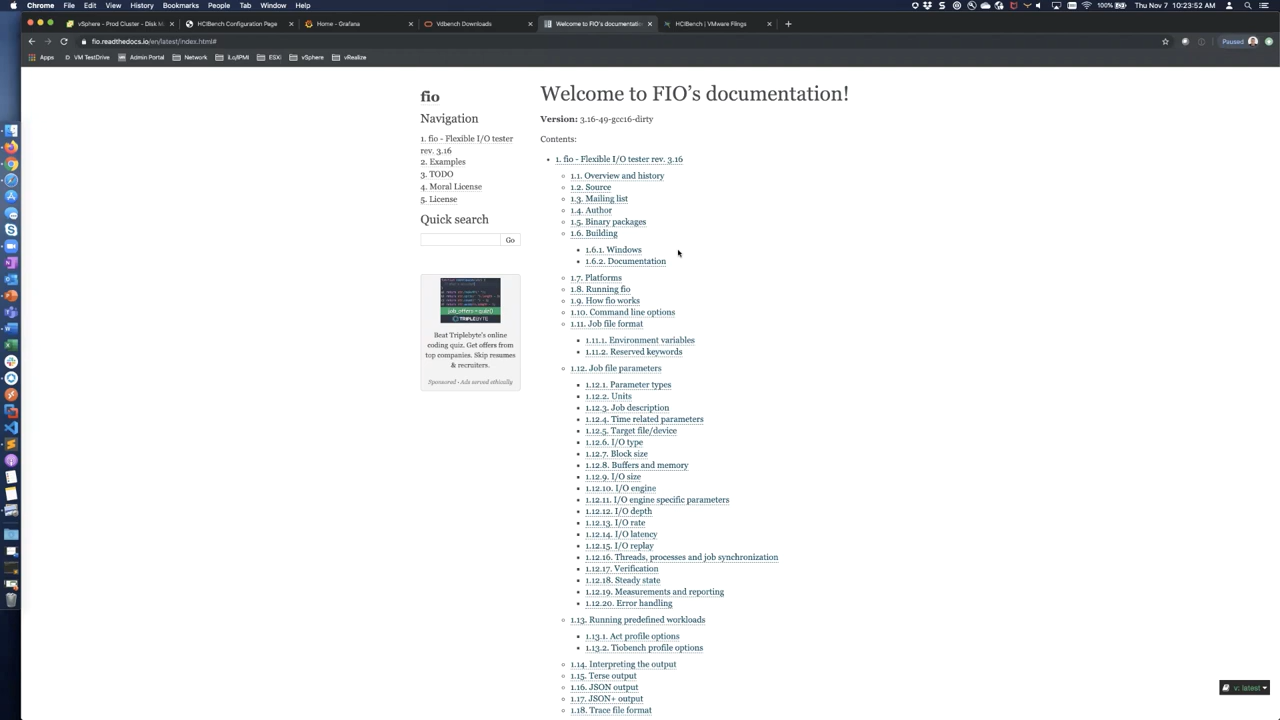 Chrome File Edit View History Bookmarks People Tab Window Help
100% Thu Nov 7 10:23:52 AM
vSphere - Prod Cluster - Disk M
HCIBench Configuration Page
Home - Grafana
Vdbench Downloads
Welcome to FIO's documentatio
HCIBench | VMware Flings
fio.readthedocs.io/en/latest/index.html#
Paused
Apps VM TestDrive Admin Portal Network iLo/IPMI ESXi vSphere vRealize
fio
Navigation
1. fio - Flexible I/O tester
rev. 3.16
2. Examples
3. TODO
4. Moral License
5. License
Quick search
Go
job_offers = quiz()
TRIPLEBYTE
Beat Triplebyte's online
coding quiz. Get offers from
top companies. Skip resumes
& recruiters.
Sponsored · Ads served ethically
Welcome to FIO's documentation!
Version: 3.16-49-gcc16-dirty
Contents:
1. fio - Flexible I/O tester rev. 3.16
1.1. Overview and history
1.2. Source
1.3. Mailing list
1.4. Author
1.5. Binary packages
1.6. Building
1.6.1. Windows
1.6.2. Documentation
1.7. Platforms
1.8. Running fio
1.9. How fio works
1.10. Command line options
1.11. Job file format
1.11.1. Environment variables
1.11.2. Reserved keywords
1.12. Job file parameters
1.12.1. Parameter types
1.12.2. Units
1.12.3. Job description
1.12.4. Time related parameters
1.12.5. Target file/device
1.12.6. I/O type
1.12.7. Block size
1.12.8. Buffers and memory
1.12.9. I/O size
1.12.10. I/O engine
1.12.11. I/O engine specific parameters
1.12.12. I/O depth
1.12.13. I/O rate
1.12.14. I/O latency
1.12.15. I/O replay
1.12.16. Threads, processes and job synchronization
1.12.17. Verification
1.12.18. Steady state
1.12.19. Measurements and reporting
1.12.20. Error handling
1.13. Running predefined workloads
1.13.1. Act profile options
1.13.2. Tiobench profile options
1.14. Interpreting the output
1.15. Terse output
1.16. JSON output
1.17. JSON+ output
1.18. Trace file format
v: latest